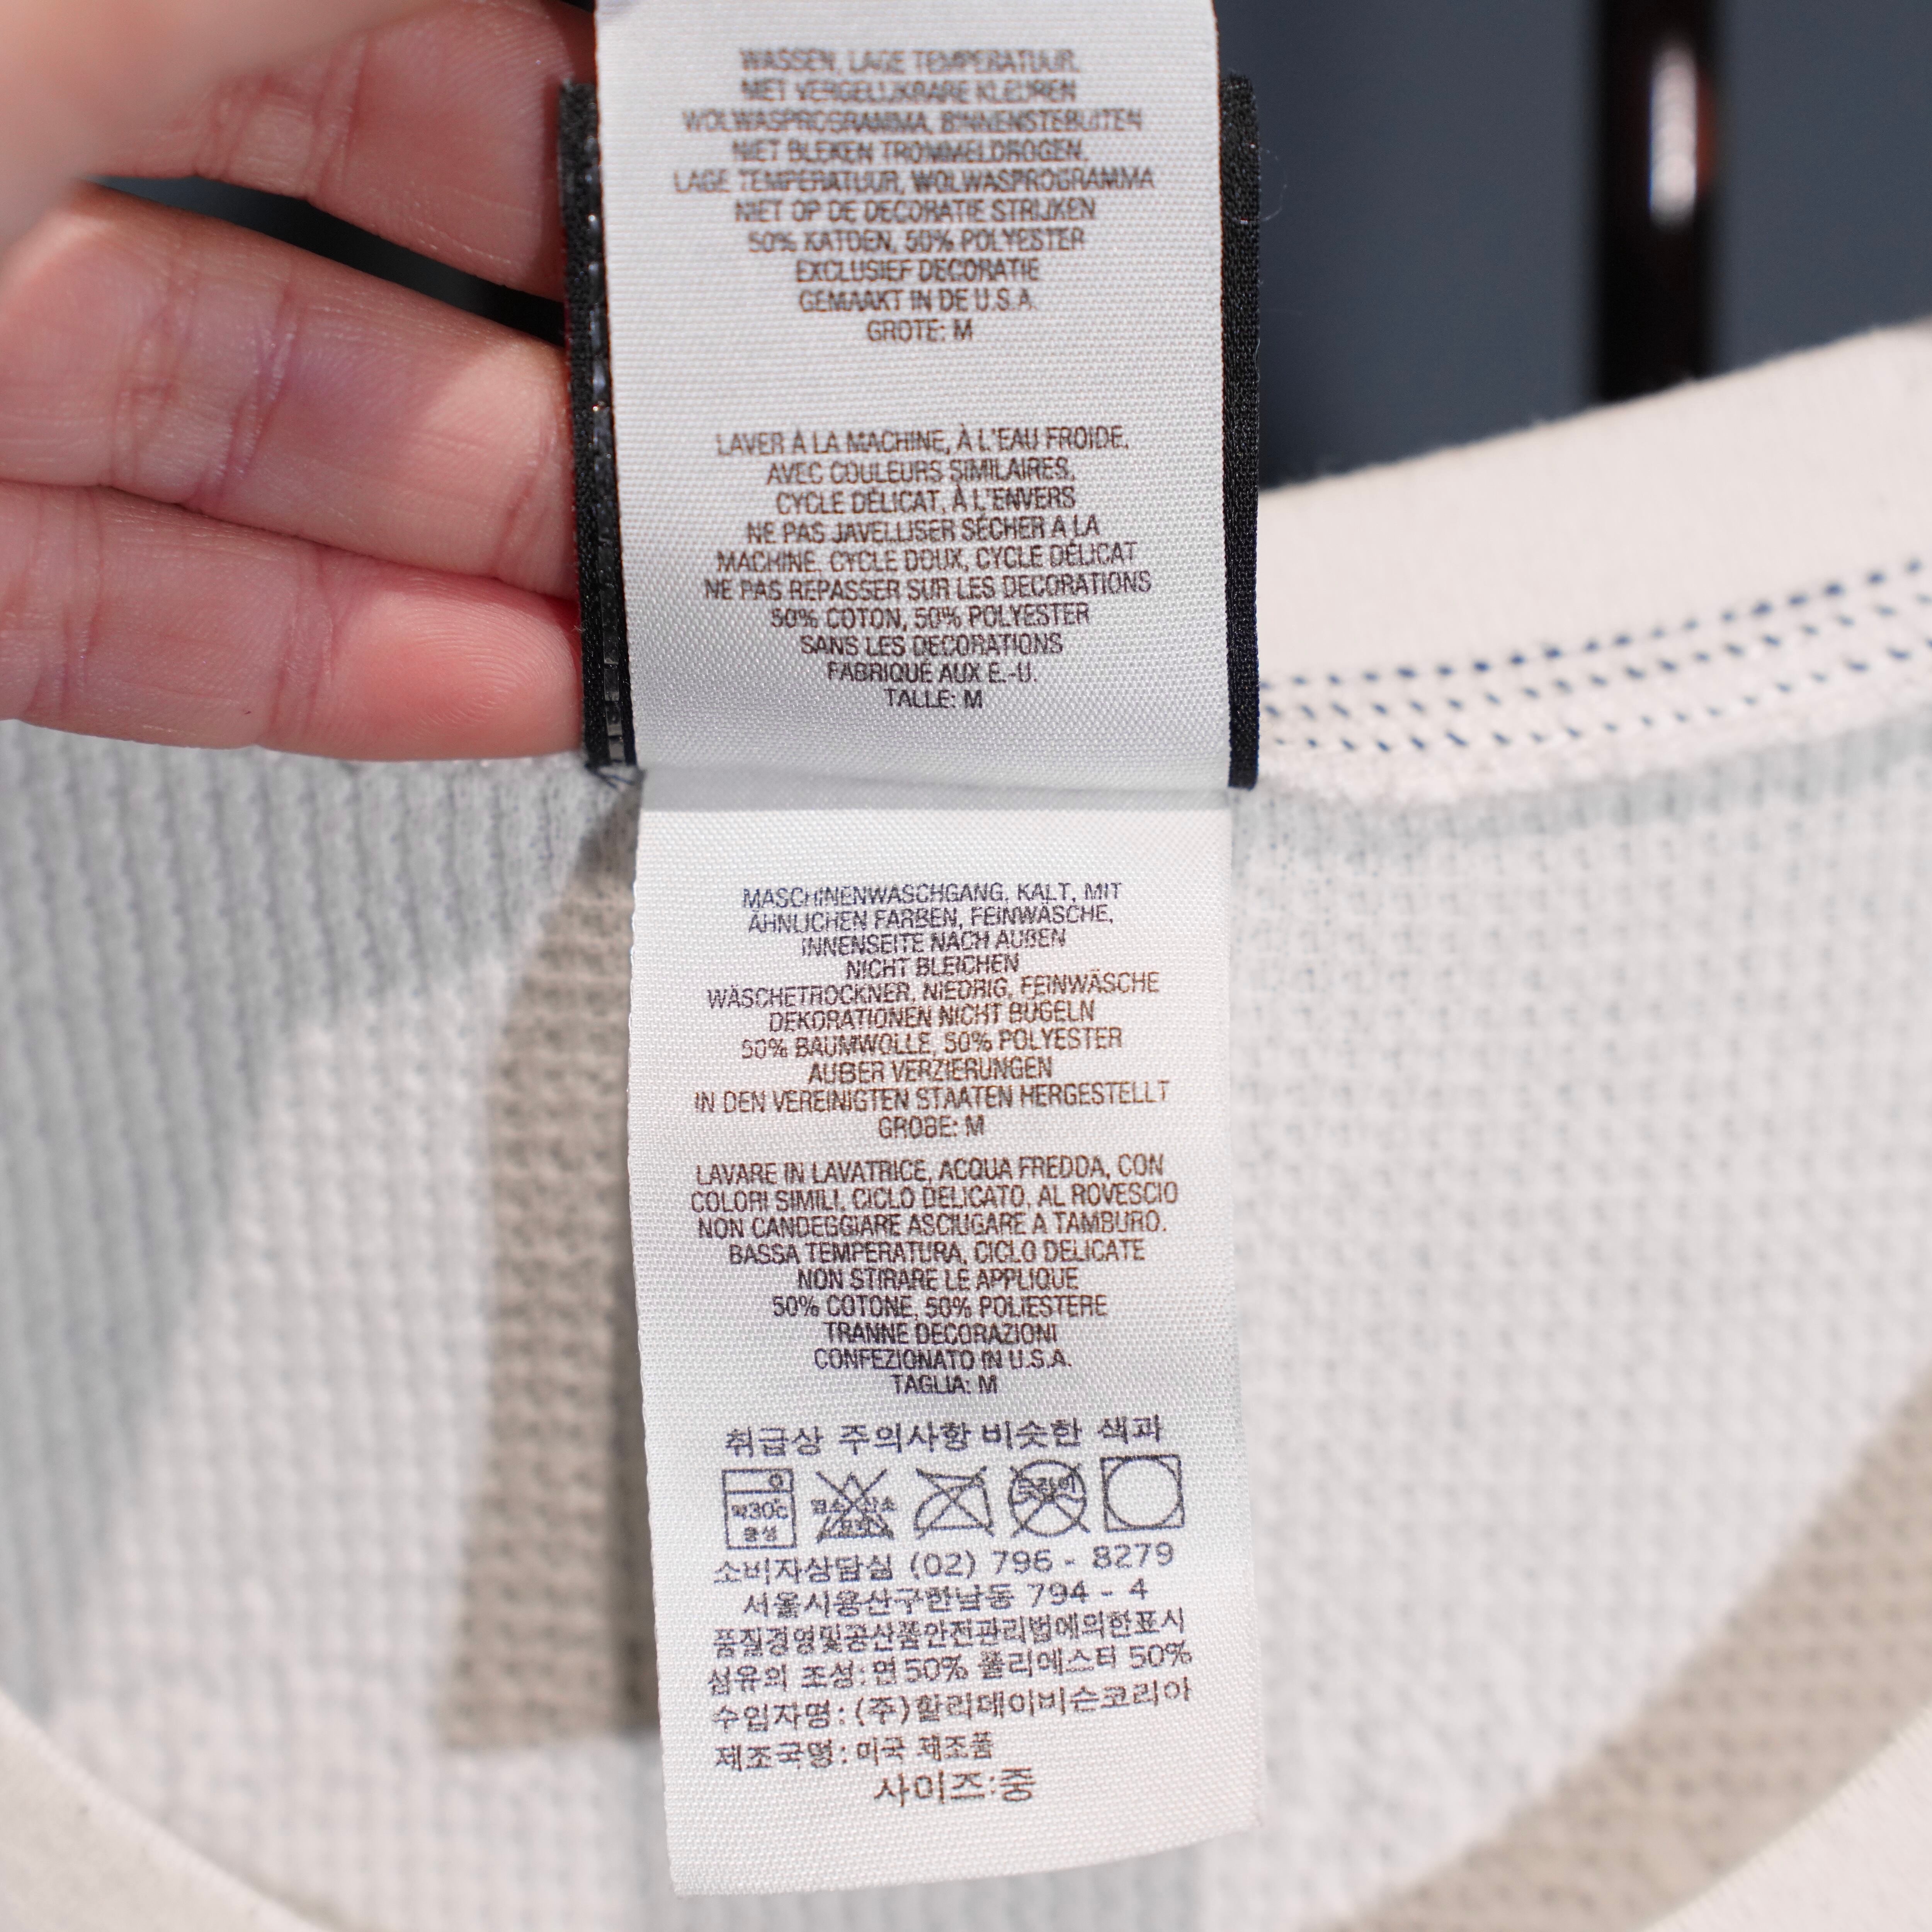 WASSEN, LAGE TEMPERATUUR.
MET VERGELIJKBARE KLEUREN
WOLWASPROGRAMMA, BINNENSTEBUITEN
NIET BLEKEN TROMMELDROGEN,
LAGE TEMPERATUUR, WOLWASPROGRAMMA
NIET OP DE DECORATIE STRIJKEN
50% KATOEN, 50% POLYESTER
EXCLUSIEF DECORATIE
GEMAAKT IN DE U.S.A.
GROTE: M
LAVER À LA MACHINE, À L'EAU FROIDE,
AVEC COULEURS SIMILAIRES,
CYCLE DÉLICAT, À L'ENVERS
NE PAS JAVELLISER SÉCHER À LA
MACHINE, CYCLE DOUX, CYCLE DÉLICAT
NE PAS REPASSER SUR LES DECORATIONS
50% COTON, 50% POLYESTER
SANS LES DECORATIONS
FABRIQUÉ AUX E.-U.
TALLE: M
MASCHINENWASCHGANG, KALT, MIT
ÄHNLICHEN FARBEN, FEINWÄSCHE,
INNENSEITE NACH AUßEN
NICHT BLEICHEN
WÄSCHETROCKNER, NIEDRIG, FEINWÄSCHE
DEKORATIONEN NICHT BÜGELN
50% BAUMWOLLE, 50% POLYESTER
AUßER VERZIERUNGEN
IN DEN VEREINIGTEN STAATEN HERGESTELLT
GROßE: M
LAVARE IN LAVATRICE, ACQUA FREDDA, CON
COLORI SIMILI, CICLO DELICATO, AL ROVESCIO
NON CANDEGGIARE ASCIUGARE A TAMBURO.
BASSA TEMPERATURA, CICLO DELICATE
NON STIRARE LE APPLIQUE
50% COTONE, 50% POLIESTERE
TRANNE DECORAZIONI
CONFEZIONATO IN U.S.A.
TAGLIA: M
취급상 주의사항 비슷한 색과
약30℃
중성
소비자상담실 (02) 796 - 8279
서울시용산구한남동 794 - 4
품질경영및공산품안전관리법에의한표시
섬유의 조성:면50% 폴리에스터 50%
수입자명:(주)할리데이비슨코리아
제조국명:미국 제조품
사이즈:중